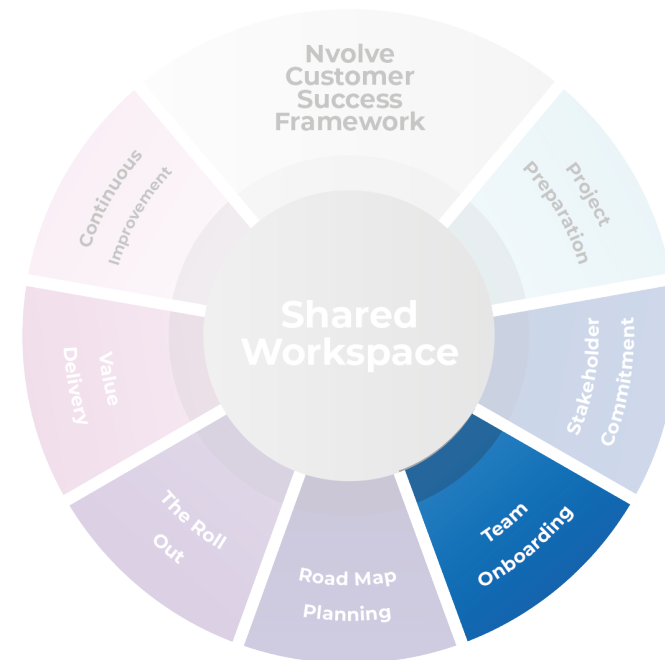 Nvolve
Customer
Success
Framework
Project
Preparation
Stakeholder
Commitment
Team
Onboarding
Road Map
Planning
The Roll
Out
Value
Delivery
Continuous
Improvement
Shared
Workspace